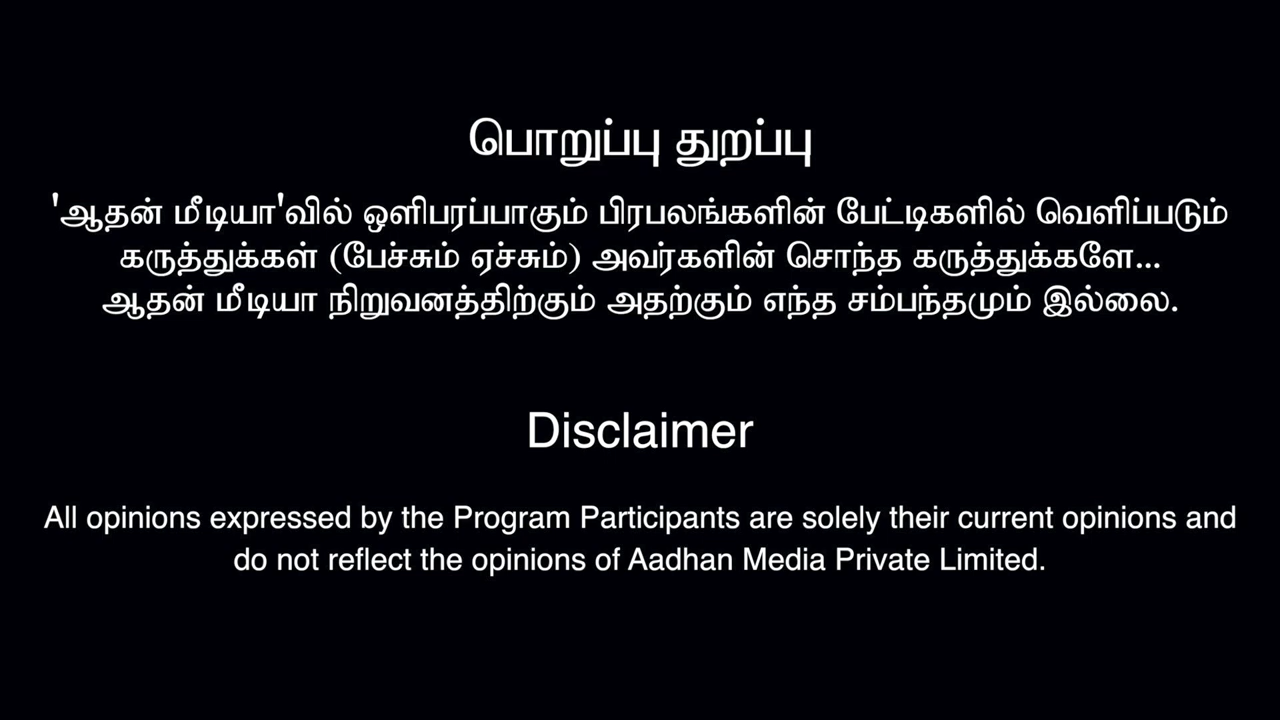 பொறுப்பு துறப்பு
'ஆதன் மீடியா'வில் ஒளிபரப்பாகும் பிரபலங்களின் பேட்டிகளில் வெளிப்படும்
கருத்துக்கள் (பேச்சும் ஏச்சும்) அவர்களின் சொந்த கருத்துக்களே...
ஆதன் மீடியா நிறுவனத்திற்கும் அதற்கும் எந்த சம்பந்தமும் இல்லை.
Disclaimer
All opinions expressed by the Program Participants are solely their current opinions and
do not reflect the opinions of Aadhan Media Private Limited.